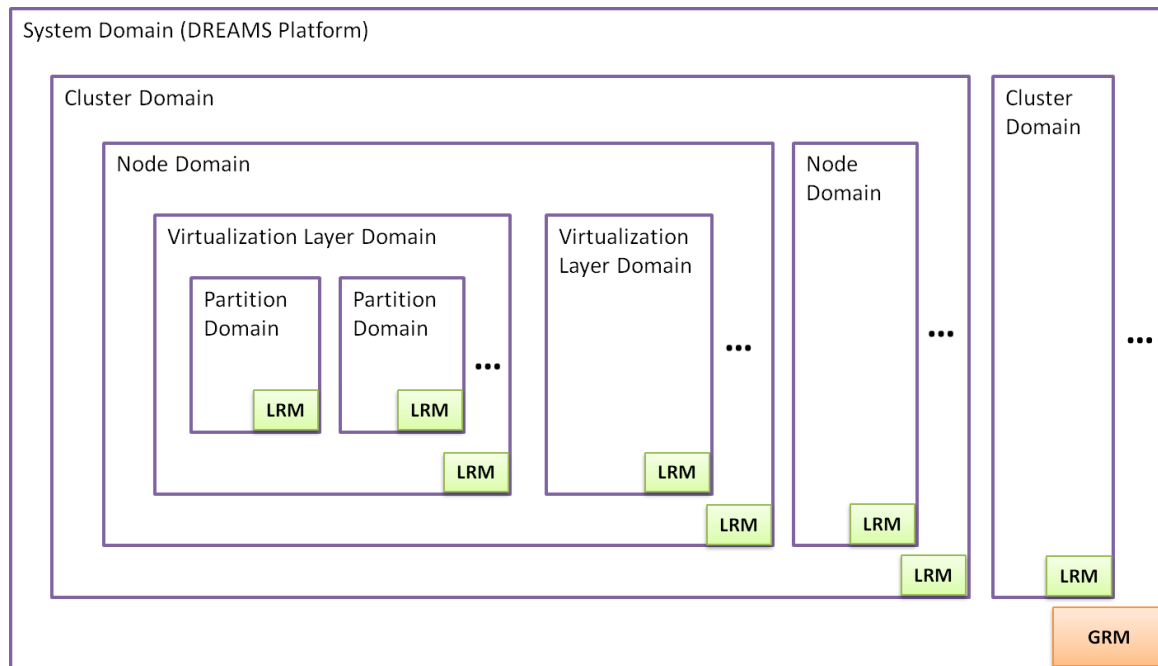 System Domain (DREAMS Platform)
Cluster Domain
Cluster
Domain
Node Domain
Node
Domain
Virtualization Layer Domain
Virtualization
Layer Domain
Partition
Domain
Partition
Domain
...
...
...
...
LRM
LRM
LRM
LRM
LRM
LRM
LRM
LRM
GRM